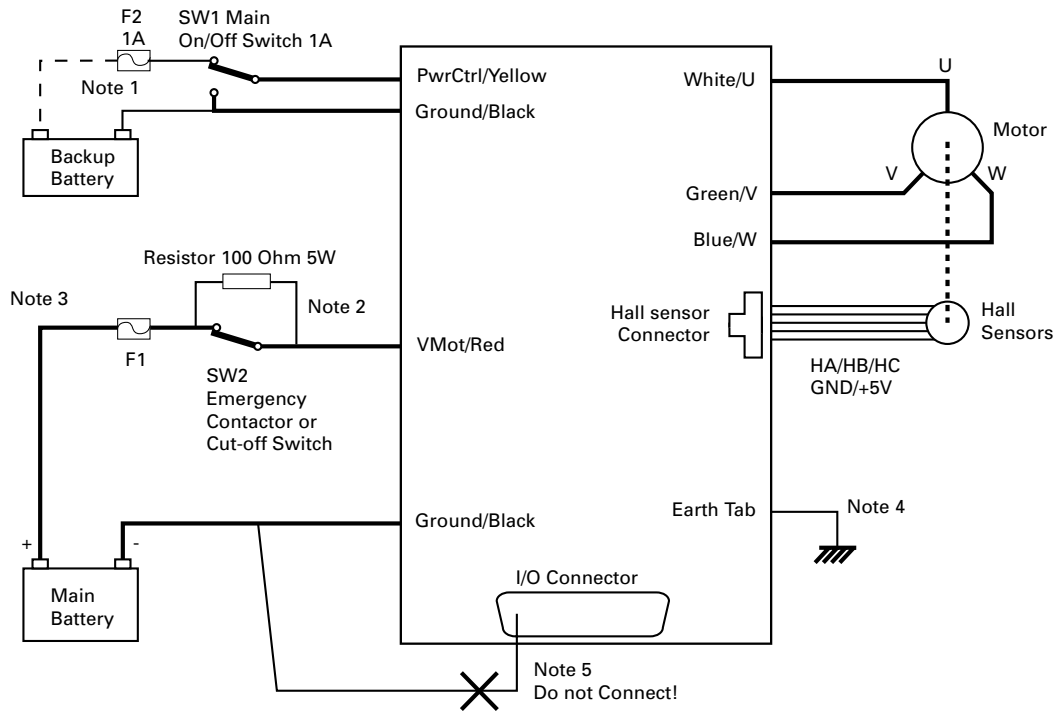 F2
1A
SW1 Main
On/Off Switch 1A
Note 1
Backup
Battery
PwrCtrl/Yellow
Ground/Black
White/U
U
Motor
V
W
Green/V
Blue/W
Resistor 100 Ohm 5W
Note 3
Note 2
F1
VMot/Red
SW2
Emergency
Contactor or
Cut-off Switch
Hall sensor
Connector
Hall
Sensors
HA/HB/HC
GND/+5V
Ground/Black
Earth Tab
Note 4
+
-
Main
Battery
I/O Connector
Note 5
Do not Connect!